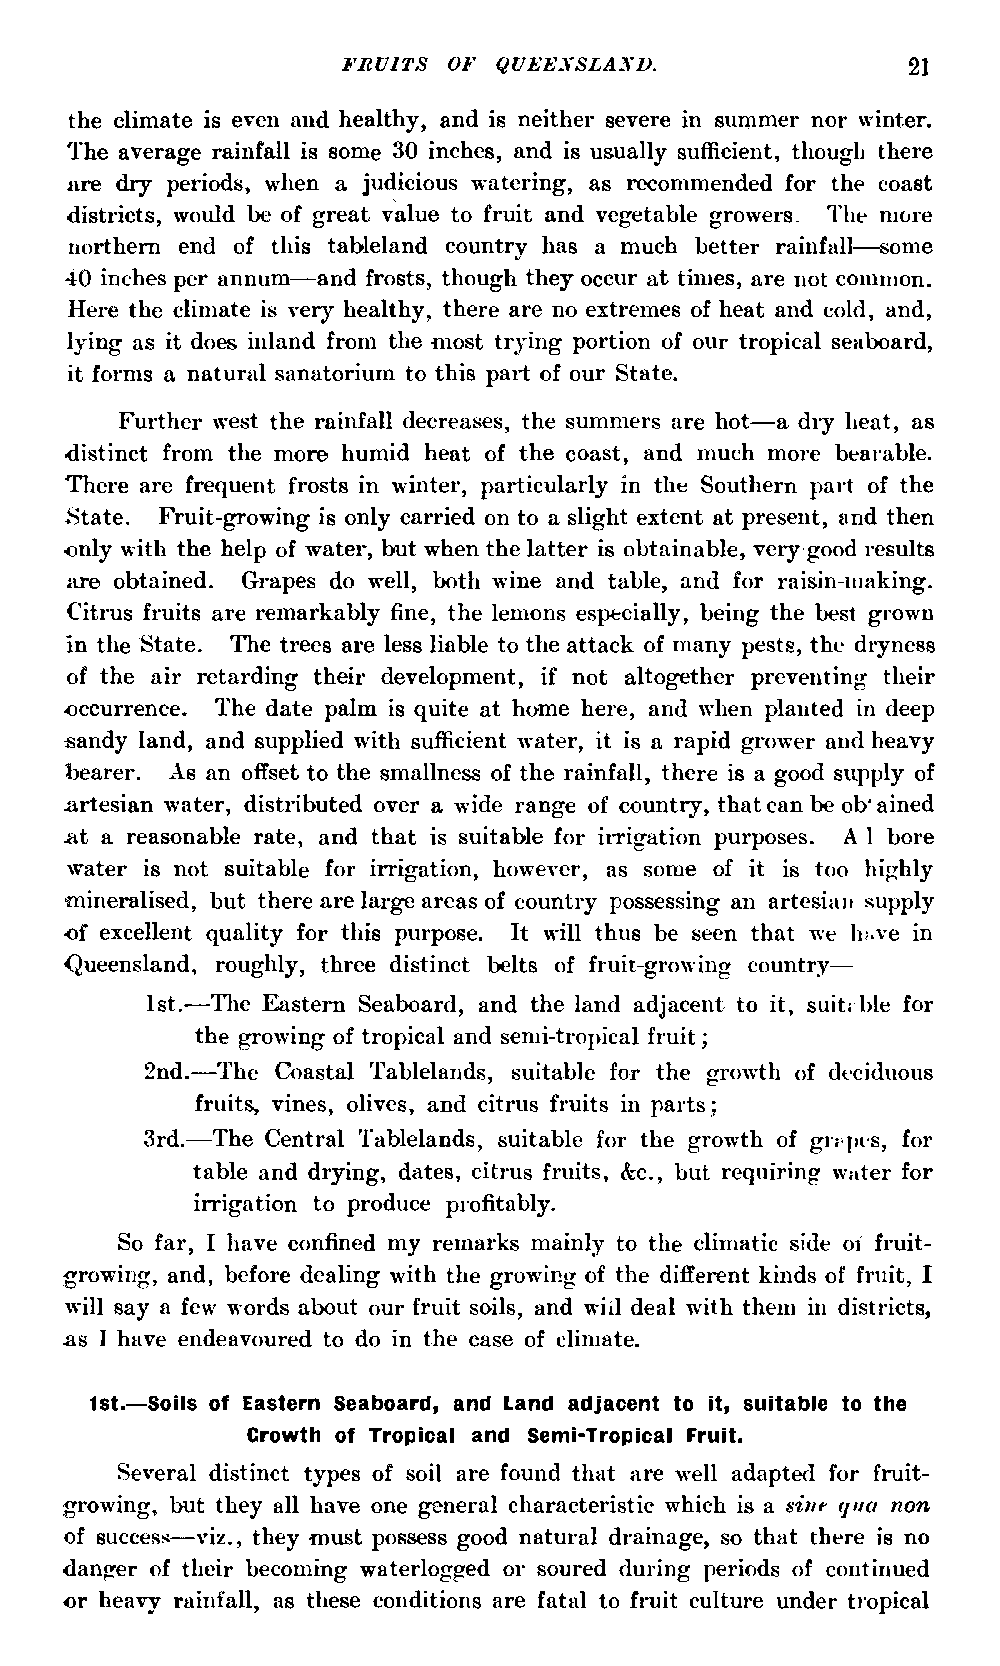 FRUITS OF QUEENSLAND. 21
the climate is even and healthy, and is neither severe in summer nor winter.
The average rainfall is some 30 inches, and is usually sufficient, though there
are dry periods, when a judicious watering, as recommended for the coast
districts, would be of great value to fruit and vegetable growers. The more
northern end of this tableland country has a much better rainfall—some
40 inches per annum—and frosts, though they occur at times, are not common.
Here the climate is very healthy, there are no extremes of heat and cold, and,
lying as it does inland from the most trying portion of our tropical seaboard,
it forms a natural sanatorium to this part of our State.
Further west the rainfall decreases, the summers are hot—a dry heat, as
distinct from the more humid heat of the coast, and much more bearable.
There are frequent frosts in winter, particularly in the Southern part of the
State. Fruit-growing is only carried on to a slight extent at present, and then
only with the help of water, but when the latter is obtainable, very good results
are obtained. Grapes do well, both wine and table, and for raisin-making.
Citrus fruits are remarkably fine, the lemons especially, being the best grown
in the State. The trees are less liable to the attack of many pests, the dryness
of the air retarding their development, if not altogether preventing their
occurrence. The date palm is quite at home here, and when planted in deep
sandy land, and supplied with sufficient water, it is a rapid grower and heavy
bearer. As an offset to the smallness of the rainfall, there is a good supply of
artesian water, distributed over a wide range of country, that can be ob'ained
at a reasonable rate, and that is suitable for irrigation purposes. A l bore
water is not suitable for irrigation, however, as some of it is too highly
mineralised, but there are large areas of country possessing an artesian supply
of excellent quality for this purpose. It will thus be seen that we have in
Queensland, roughly, three distinct belts of fruit-growing country—
1st.—The Eastern Seaboard, and the land adjacent to it, suitable for
the growing of tropical and semi-tropical fruit;
2nd.—The Coastal Tablelands, suitable for the growth of deciduous
fruits, vines, olives, and citrus fruits in parts;
3rd.—The Central Tablelands, suitable for the growth of grapes, for
table and drying, dates, citrus fruits, &c., but requiring water for
irrigation to produce profitably.
So far, I have confined my remarks mainly to the climatic side of fruit-
growing, and, before dealing with the growing of the different kinds of fruit, I
will say a few words about our fruit soils, and will deal with them in districts,
as I have endeavoured to do in the case of climate.
1st.—Soils of Eastern Seaboard, and Land adjacent to it, suitable to the
Growth of Tropical and Semi-Tropical Fruit.
Several distinct types of soil are found that are well adapted for fruit-
growing, but they all have one general characteristic which is a sine qua non
of success—viz., they must possess good natural drainage, so that there is no
danger of their becoming waterlogged or soured during periods of continued
or heavy rainfall, as these conditions are fatal to fruit culture under tropical